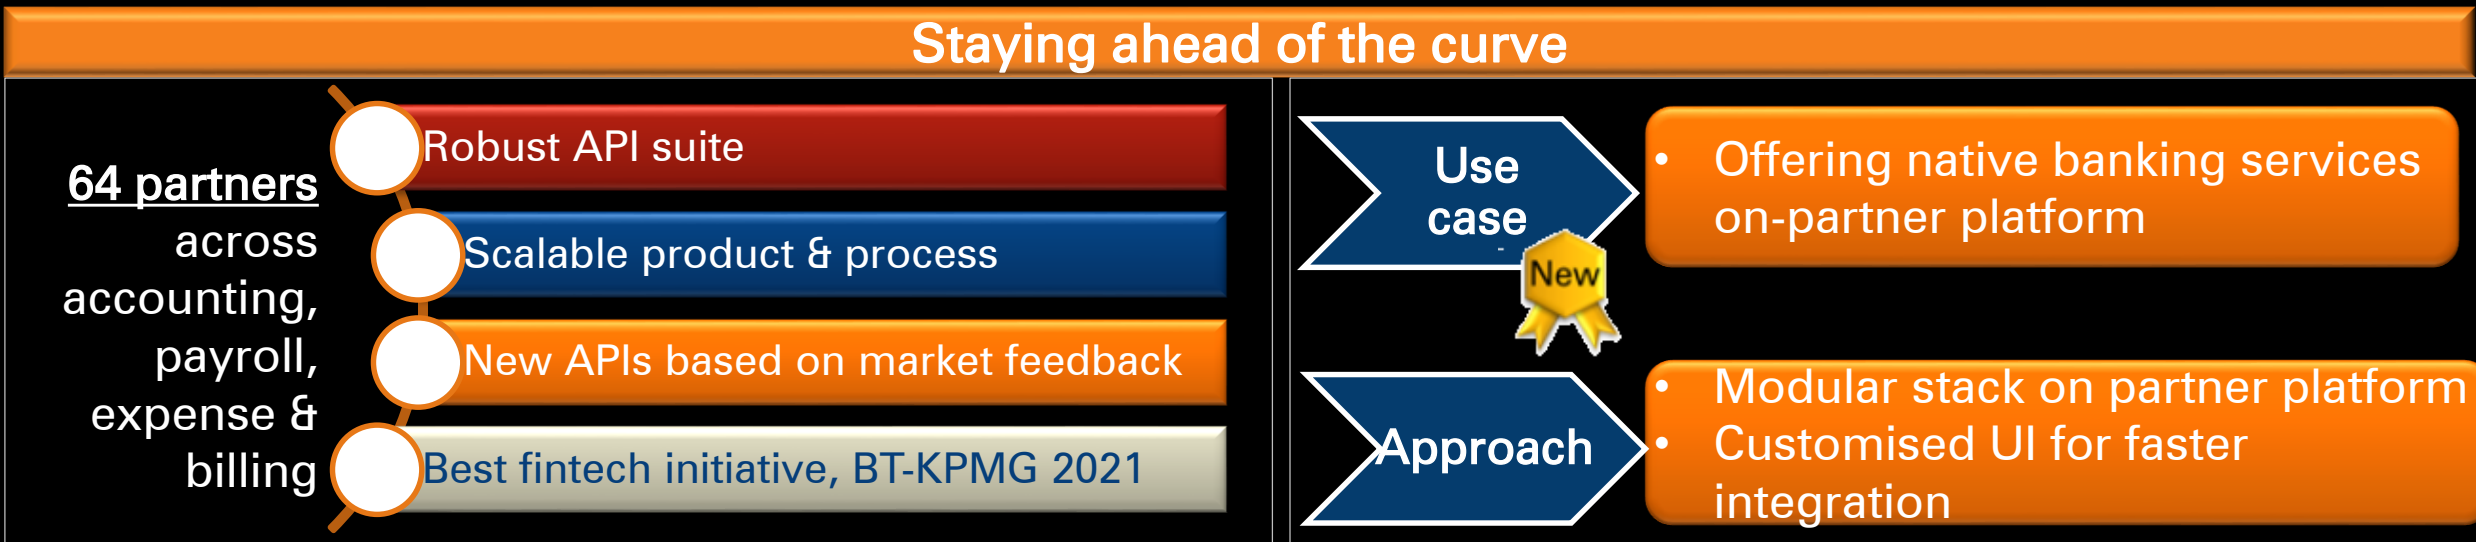 Staying ahead of the curve
64 partners
across
accounting,
payroll,
expense &
billing
Robust API suite
Scalable product & process
New APIs based on market feedback
Best fintech initiative, BT-KPMG 2021
Use
case
-
New
• Offering native banking services
on-partner platform
Approach
• Modular stack on partner platform
• Customised UI for faster
integration